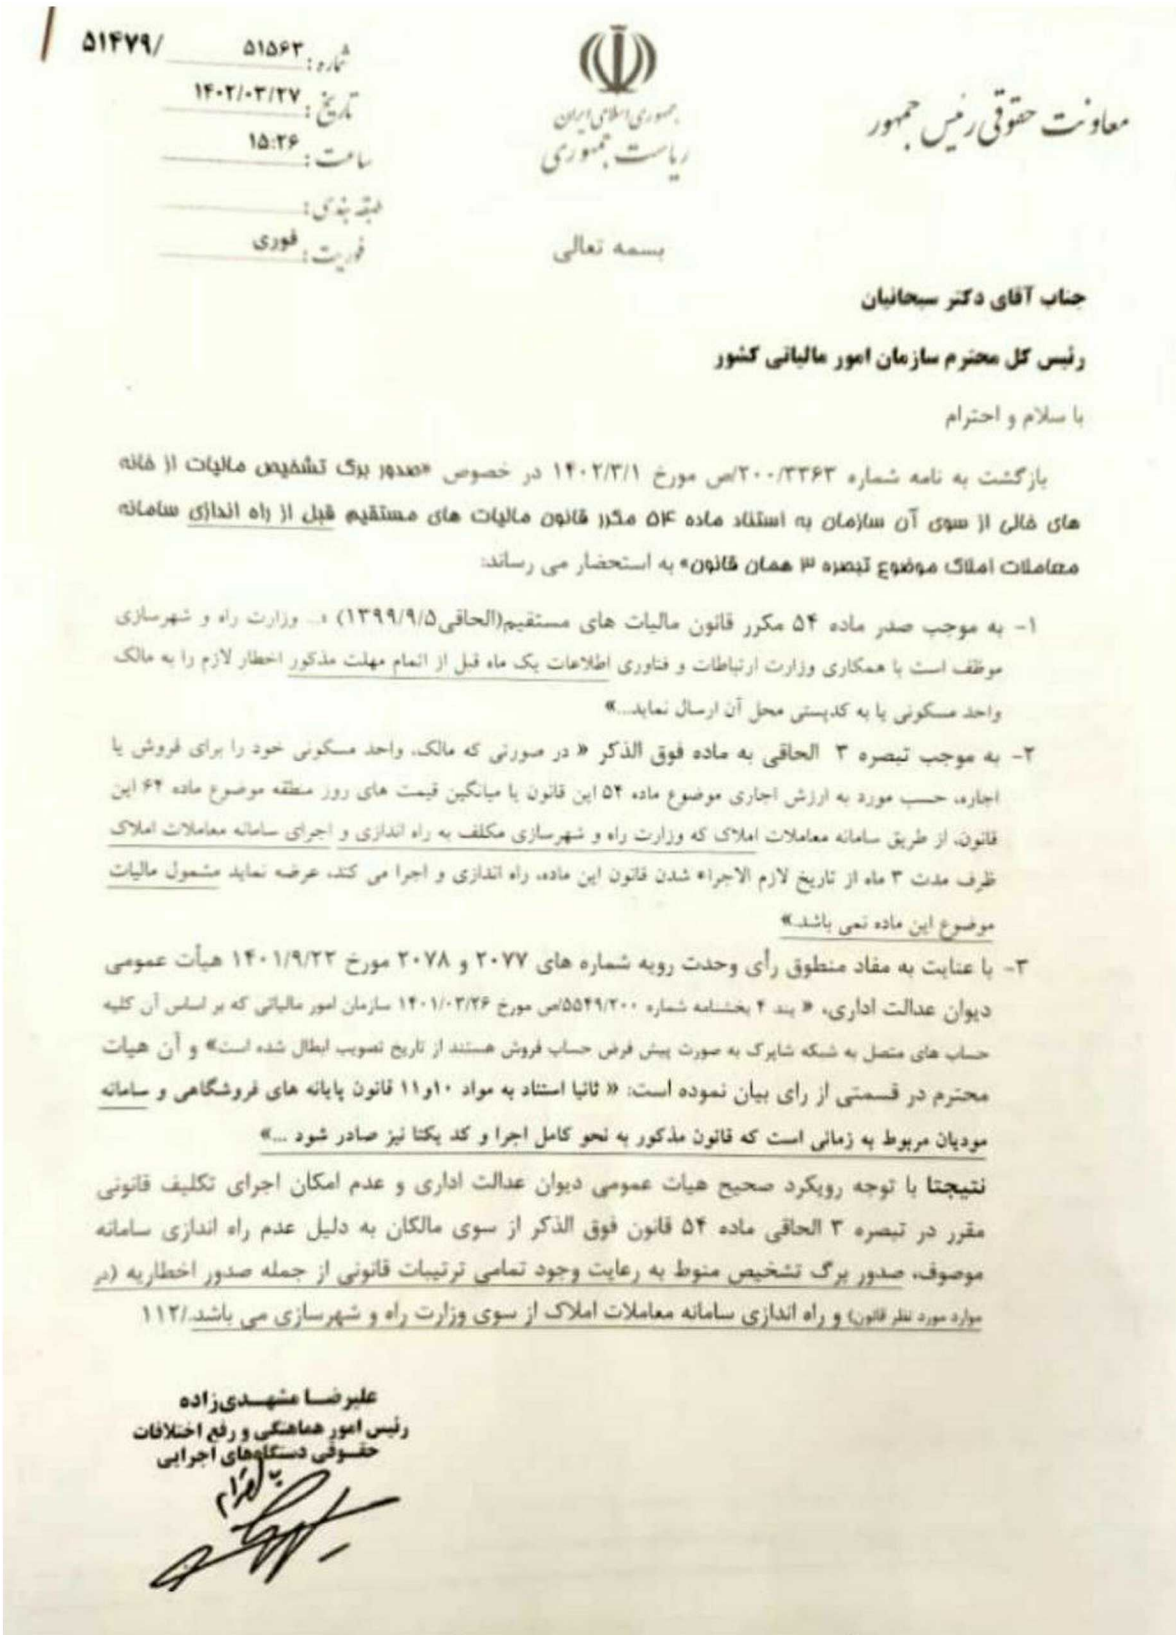 ۵۱۴۷۹/ ۵۱۵۶۳ شماره:
تاریخ: ۱۴۰۲/۰۳/۲۷
ساعت: ۱۵:۲۶
طبقه بندی:
فوریت: فوری
جمهوری اسلامی ایران
ریاست جمهوری
معاونت حقوقی رئیس جمهور
بسمه تعالی
جناب آقای دکتر سبحانیان
رئیس کل محترم سازمان امور مالیاتی کشور
با سلام و احترام
بازگشت به نامه شماره ۲۰۰/۳۳۶۳/ص مورخ ۱۴۰۲/۳/۱ در خصوص «صدور برگ تشخیص مالیات از خانه
های خالی از سوی آن سازمان به استناد ماده ۵۴ مکرر قانون مالیات های مستقیم قبل از راه اندازی سامانه
معاملات املاک موضوع تبصره ۳ همان قانون» به استحضار می رساند:
۱- به موجب صدر ماده ۵۴ مکرر قانون مالیات های مستقیم(الحاقی۱۳۹۹/۹/۵) «... وزارت راه و شهرسازی
موظف است با همکاری وزارت ارتباطات و فناوری اطلاعات یک ماه قبل از اتمام مهلت مذکور اخطار لازم را به مالک
واحد مسکونی یا به کدپستی محل آن ارسال نماید...»
۲- به موجب تبصره ۳ الحاقی به ماده فوق الذکر « در صورتی که مالک، واحد مسکونی خود را برای فروش یا
اجاره، حسب مورد به ارزش اجاری موضوع ماده ۵۴ این قانون یا میانگین قیمت های روز منطقه موضوع ماده ۶۴ این
قانون، از طریق سامانه معاملات املاک که وزارت راه و شهرسازی مکلف به راه اندازی و اجرای سامانه معاملات املاک
ظرف مدت ۳ ماه از تاریخ لازم الاجراء شدن قانون این ماده، راه اندازی و اجرا می کند، عرضه نماید مشمول مالیات
موضوع این ماده نمی باشد.»
۳- با عنایت به مفاد منطوق رأی وحدت رویه شماره های ۲۰۷۷ و ۲۰۷۸ مورخ ۱۴۰۱/۹/۲۲ هیأت عمومی
دیوان عدالت اداری، « بند ۴ بخشنامه شماره ۵۵۴۹/۲۰۰/ص مورخ ۱۴۰۱/۰۳/۲۶ سازمان امور مالیاتی که بر اساس آن کلیه
حساب های متصل به شبکه شاپرک به صورت پیش فرض حساب فروش هستند از تاریخ تصویب ابطال شده است» و آن هیات
محترم در قسمتی از رای بیان نموده است: « ثانیا استناد به مواد ۱۰و۱۱ قانون پایانه های فروشگاهی و سامانه
مودیان مربوط به زمانی است که قانون مذکور به نحو کامل اجرا و کد یکتا نیز صادر شود ...»
نتیجتا با توجه رویکرد صحیح هیات عمومی دیوان عدالت اداری و عدم امکان اجرای تکلیف قانونی
مقرر در تبصره ۳ الحاقی ماده ۵۴ قانون فوق الذکر از سوی مالکان به دلیل عدم راه اندازی سامانه
موصوف، صدور برگ تشخیص منوط به رعایت وجود تمامی ترتیبات قانونی از جمله صدور اخطاریه (در
موارد مورد نظر قانون) و راه اندازی سامانه معاملات املاک از سوی وزارت راه و شهرسازی می باشد./۱۱۲
علیرضا مشهدی‌زاده
رئیس امور هماهنگی و رفع اختلافات
حقوقی دستگاه‌های اجرایی